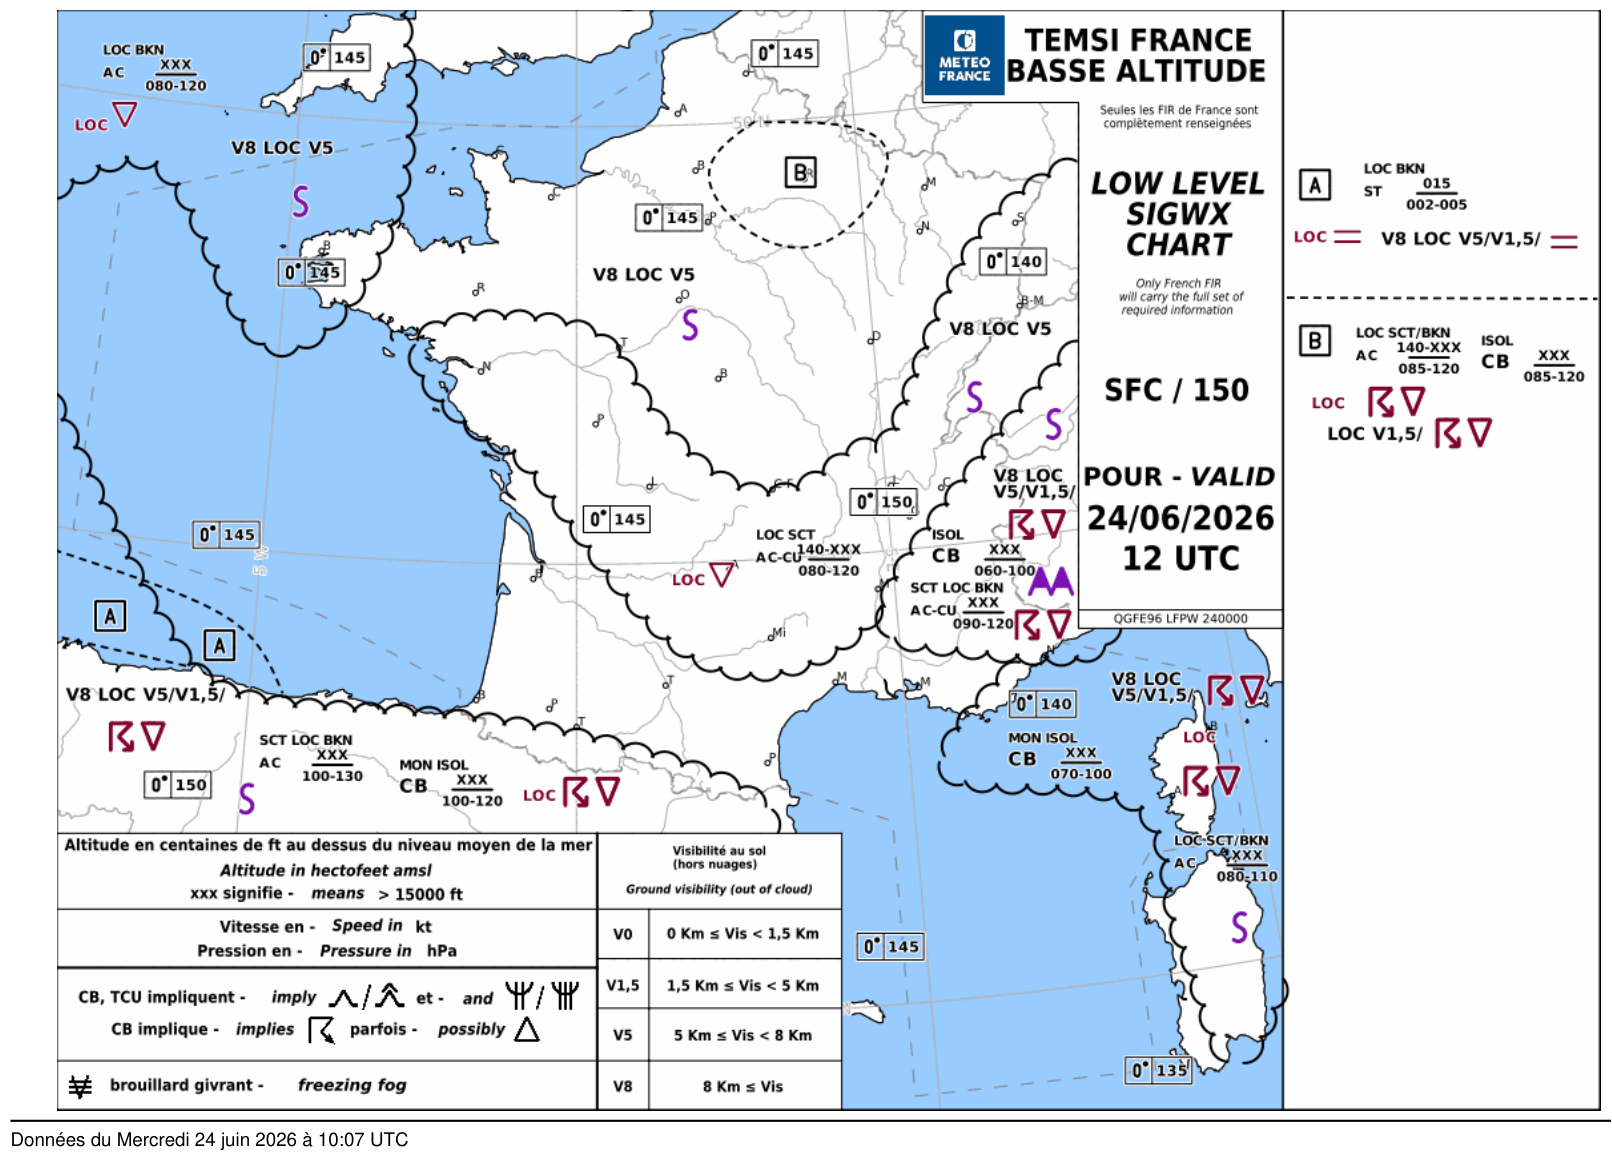 METEO
FRANCE
TEMSI FRANCE
BASSE ALTITUDE
Seules les FIR de France sont
complètement renseignées
LOW LEVEL
SIGWX
CHART
Only French FIR
will carry the full set of
required information
SFC / 150
POUR - VALID
24/06/2026
12 UTC
QGFE96 LFPW 240000
LOC BKN
AC XXX
080-120
LOC
0° 145
0° 145
V8 LOC V5
50°N
A
B
B
C
C
M
N
S
0° 145
P
B
0° 145
V8 LOC V5
0° 140
B-M
V8 LOC V5
R
O
D
T
N
B
P
L
C-F
L
C
0° 145
5°W
0° 145
0° 150
LOC SCT
AC-CU 140-XXX
080-120
LOC
V8 LOC
V5/V1,5/
ISOL
CB XXX
060-100
SCT LOC BKN
AC-CU XXX
090-120
A
A
B
Mi
M
N
V8 LOC V5/V1,5/
SCT LOC BKN
AC XXX
100-130
0° 150
MON ISOL
CB XXX
100-120
LOC
B
P
T
T
P
M
M
0° 140
MON ISOL
CB XXX
070-100
V8 LOC
V5/V1,5/
B
LOC
A
LOC SCT/BKN
AC XXX
080-110
0° 145
0° 135
A
LOC BKN
ST 015
002-005
LOC
V8 LOC V5/V1,5/
B
LOC SCT/BKN
AC 140-XXX
085-120
ISOL
CB XXX
085-120
LOC
LOC V1,5/
Altitude en centaines de ft au dessus du niveau moyen de la mer
Altitude in hectofeet amsl
xxx signifie - means > 15000 ft
Vitesse en - Speed in kt
Pression en - Pressure in hPa
CB, TCU impliquent - imply / et - and /
CB implique - implies parfois - possibly
brouillard givrant - freezing fog
Visibilité au sol
(hors nuages)
Ground visibility (out of cloud)
V0 0 Km ≤ Vis < 1,5 Km
V1,5 1,5 Km ≤ Vis < 5 Km
V5 5 Km ≤ Vis < 8 Km
V8 8 Km ≤ Vis
Données du Mercredi 24 juin 2026 à 10:07 UTC